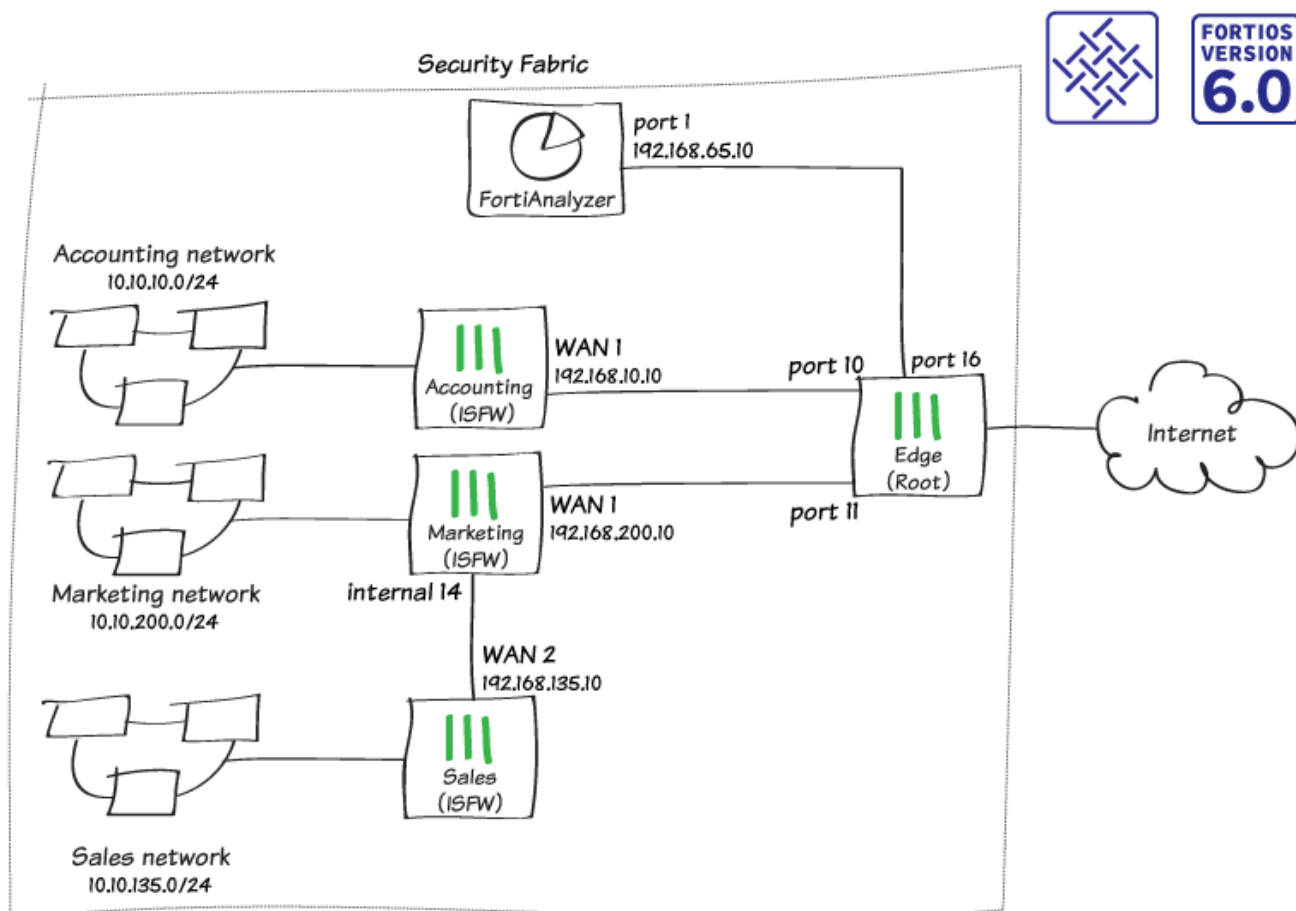 FORTIOS
VERSION
6.0
Security Fabric
port 1
192.168.65.10
FortiAnalyzer
Accounting network
10.10.10.0/24
WAN 1
192.168.10.10
Accounting
(ISFW)
port 10
port 16
Edge
(Root)
Internet
WAN 1
192.168.200.10
port 11
Marketing
(ISFW)
Marketing network
10.10.200.0/24
internal 14
WAN 2
192.168.135.10
Sales
(ISFW)
Sales network
10.10.135.0/24